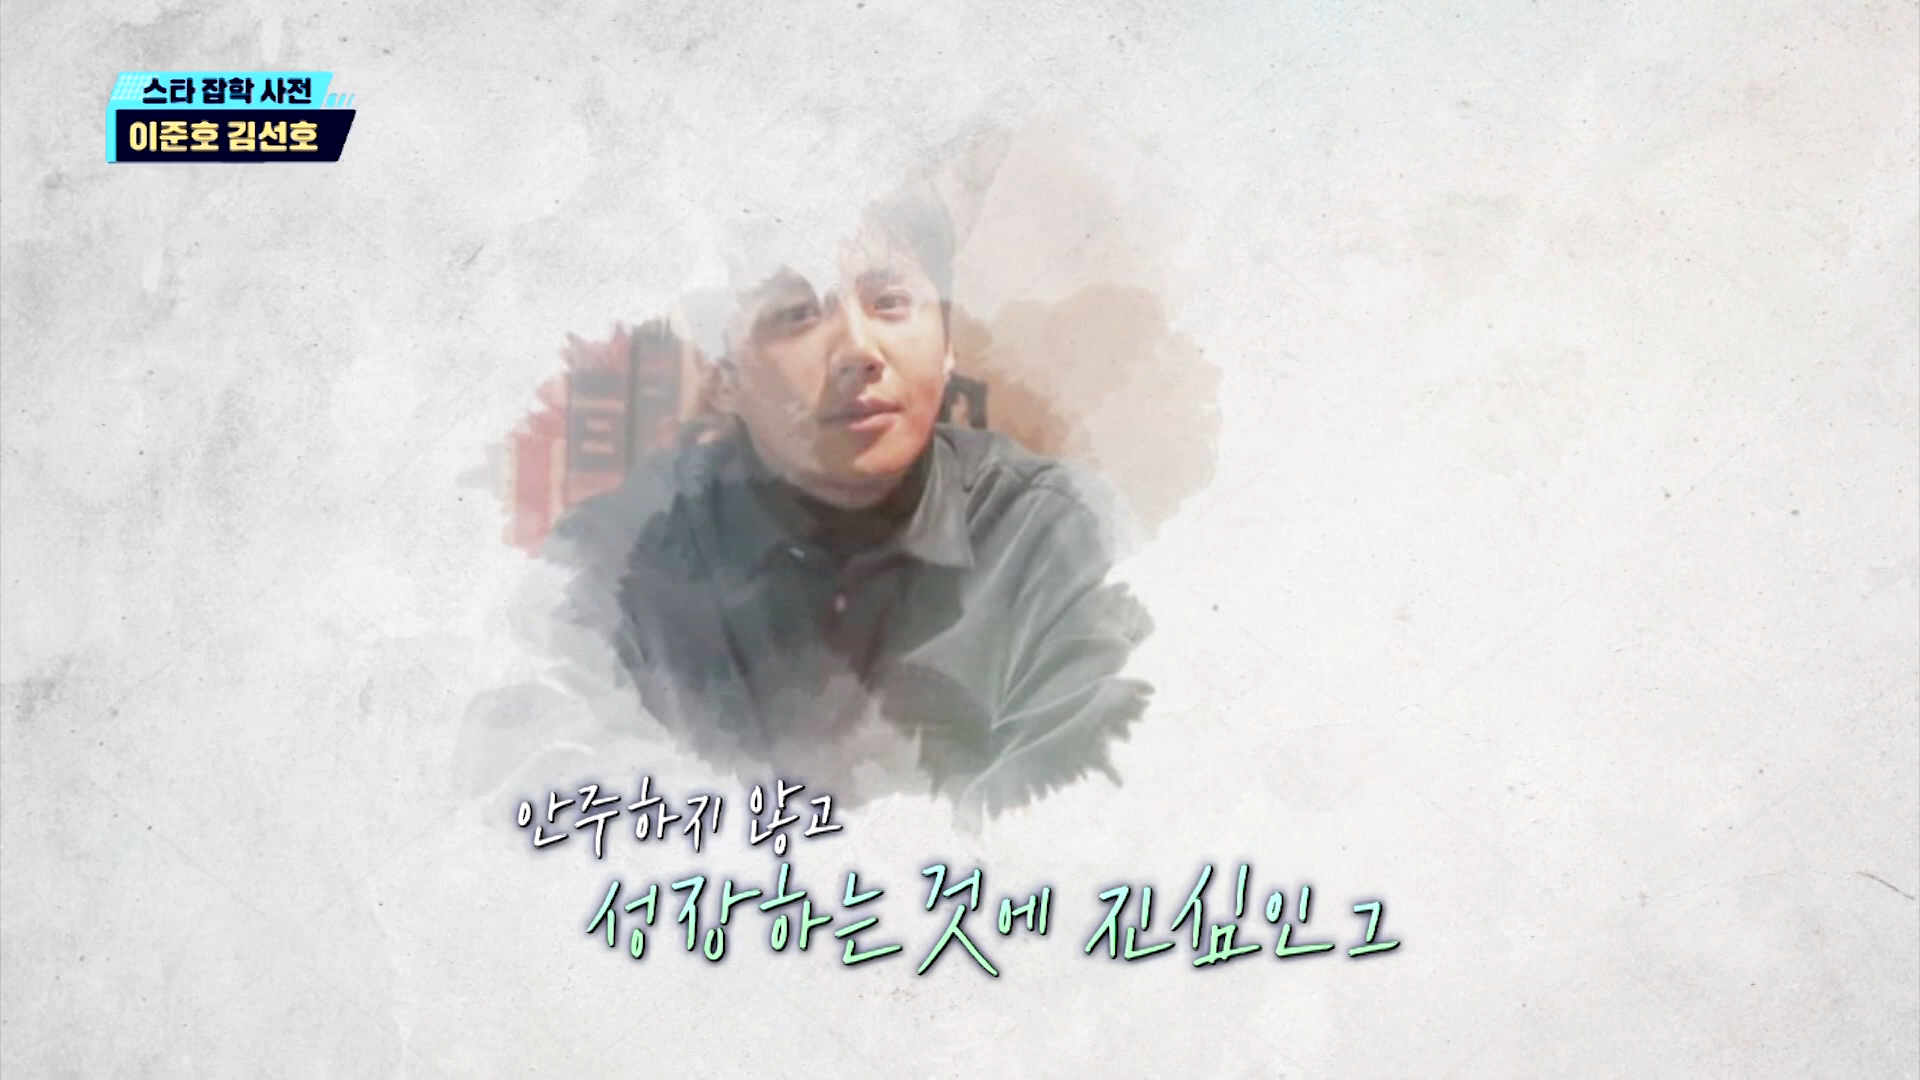 스타 잡학 사전
이준호 김선호
안주하지 않고
성장하는 것에 진심인 그